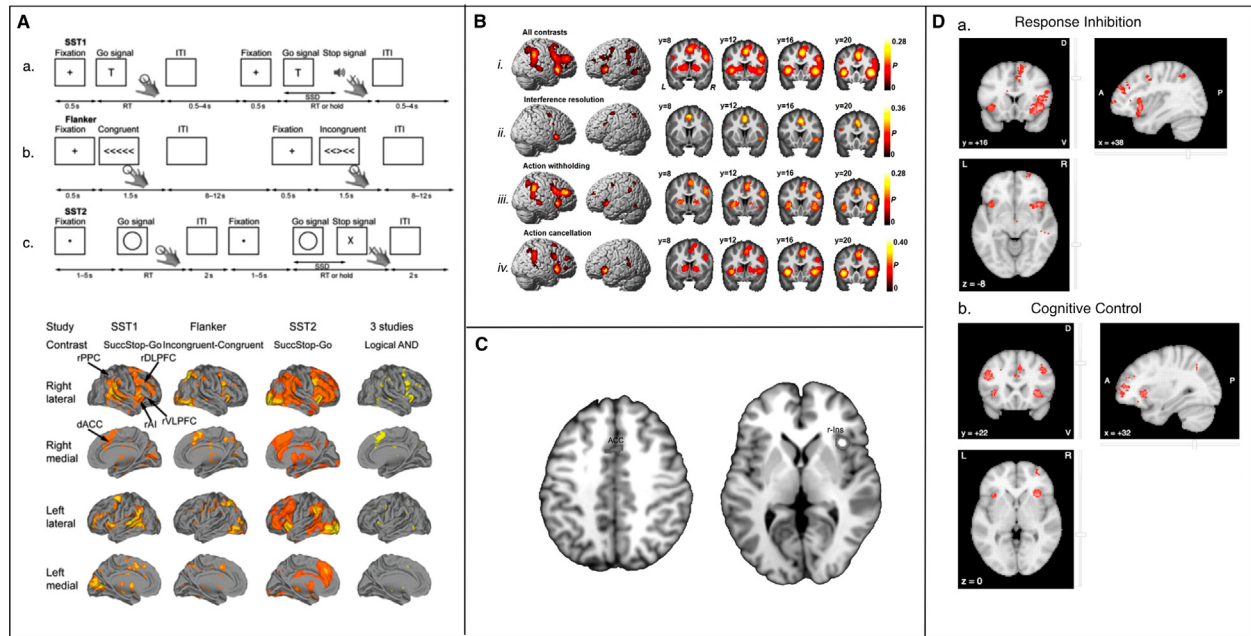 A
SST1
Fixation Go signal ITI Fixation Go signal Stop signal ITI
a. + T + T
SSD
0.5s RT 0.5–4s 0.5s RT or hold 0.5–4s
Flanker
Fixation Congruent ITI Fixation Incongruent ITI
b. + <<<<< + <<><<
0.5s 1.5s 8–12s 0.5s 1.5s 8–12s
SST2
Fixation Go signal ITI Fixation Go signal Stop signal ITI
c. X
SSD
1–5s RT 2s 1–5s RT or hold 2s
Study SST1 Flanker SST2 3 studies
Contrast SuccStop-Go Incongruent-Congruent SuccStop-Go Logical AND
rPPC rDLPFC
Right lateral
rVLPFC
rAI
dACC
Right medial
Left lateral
Left medial
B
All contrasts
i. y=8 y=12 y=16 y=20 0.28
L R P
0
Interference resolution
ii. y=8 y=12 y=16 y=20 0.36
P
0
Action withholding
iii. y=8 y=12 y=16 y=20 0.28
P
0
Action cancellation
iv. y=8 y=12 y=16 y=20 0.40
P
0
C
ACC
r-Ins
D
a. Response Inhibition
D
A P
y = +16 V x = +38
L R
z = -8
b. Cognitive Control
D
A P
y = +22 V x = +32
L R
z = 0